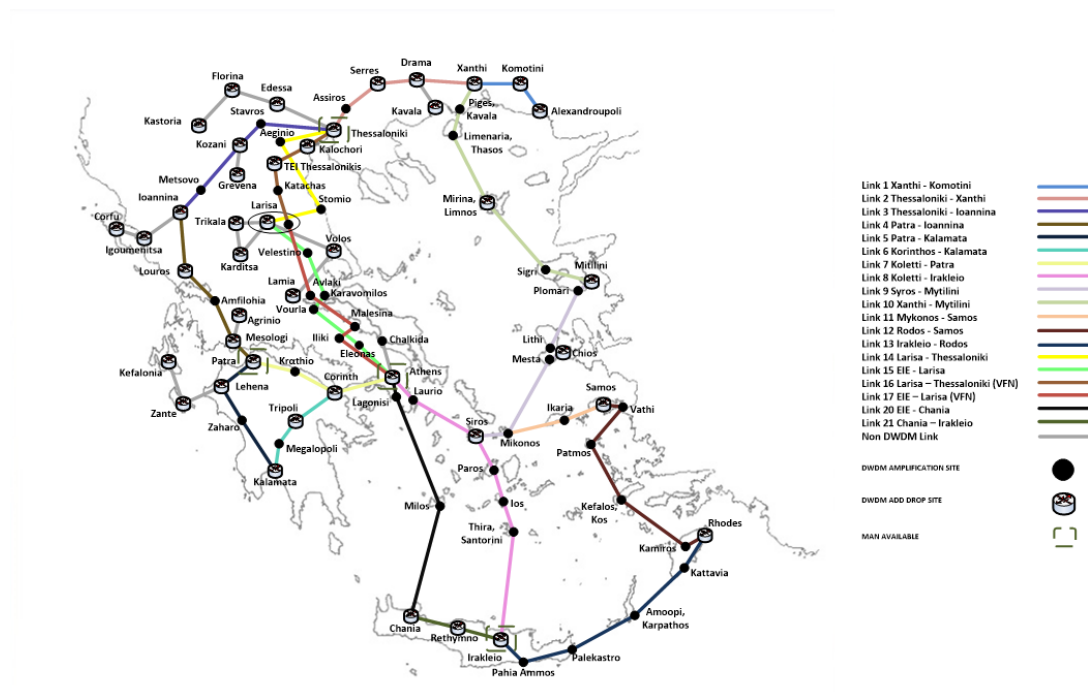 Florina
Edessa
Serres
Drama
Xanthi
Komotini
Assiros
Kastoria
Stavros
Aeginio
Kavala
Piges,
Kavala
Alexandroupoli
Thessaloniki
Kalochori
Limenaria,
Thasos
Kozani
TEI Thessalonikis
Grevena
Metsovo
Katachas
Ioannina
Larisa
Stomio
Mirina,
Limnos
Corfu
Trikala
Igoumenitsa
Volos
Karditsa
Velestino
Louros
Lamia
Avlaki
Karavomilos
Sigri
Mitilini
Plomari
Amfilohia
Vourla
Malesina
Agrinio
Iliki
Eleonas
Chalkida
Mesologi
Lithi
Mesta
Chios
Kefalonia
Patra
Krathio
Corinth
Athens
Lehena
Lagonisi
Laurio
Samos
Zante
Tripoli
Ikaria
Vathi
Zaharo
Siros
Mikonos
Megalopoli
Patmos
Kalamata
Paros
Milos
Ios
Kefalos,
Kos
Thira,
Santorini
Rhodes
Kamiros
Kattavia
Amoopi,
Karpathos
Chania
Rethymno
Irakleio
Palekastro
Pahia Ammos
Link 1 Xanthi - Komotini
Link 2 Thessaloniki - Xanthi
Link 3 Thessaloniki - Ioannina
Link 4 Patra - Ioannina
Link 5 Patra - Kalamata
Link 6 Korinthos - Kalamata
Link 7 Koletti - Patra
Link 8 Koletti - Irakleio
Link 9 Syros - Mytilini
Link 10 Xanthi - Mytilini
Link 11 Mykonos - Samos
Link 12 Rodos - Samos
Link 13 Irakleio - Rodos
Link 14 Larisa - Thessaloniki
Link 15 EIE - Larisa
Link 16 Larisa – Thessaloniki (VFN)
Link 17 EIE – Larisa (VFN)
Link 20 EIE - Chania
Link 21 Chania – Irakleio
Non DWDM Link
DWDM AMPLIFICATION SITE
DWDM ADD DROP SITE
MAN AVAILABLE